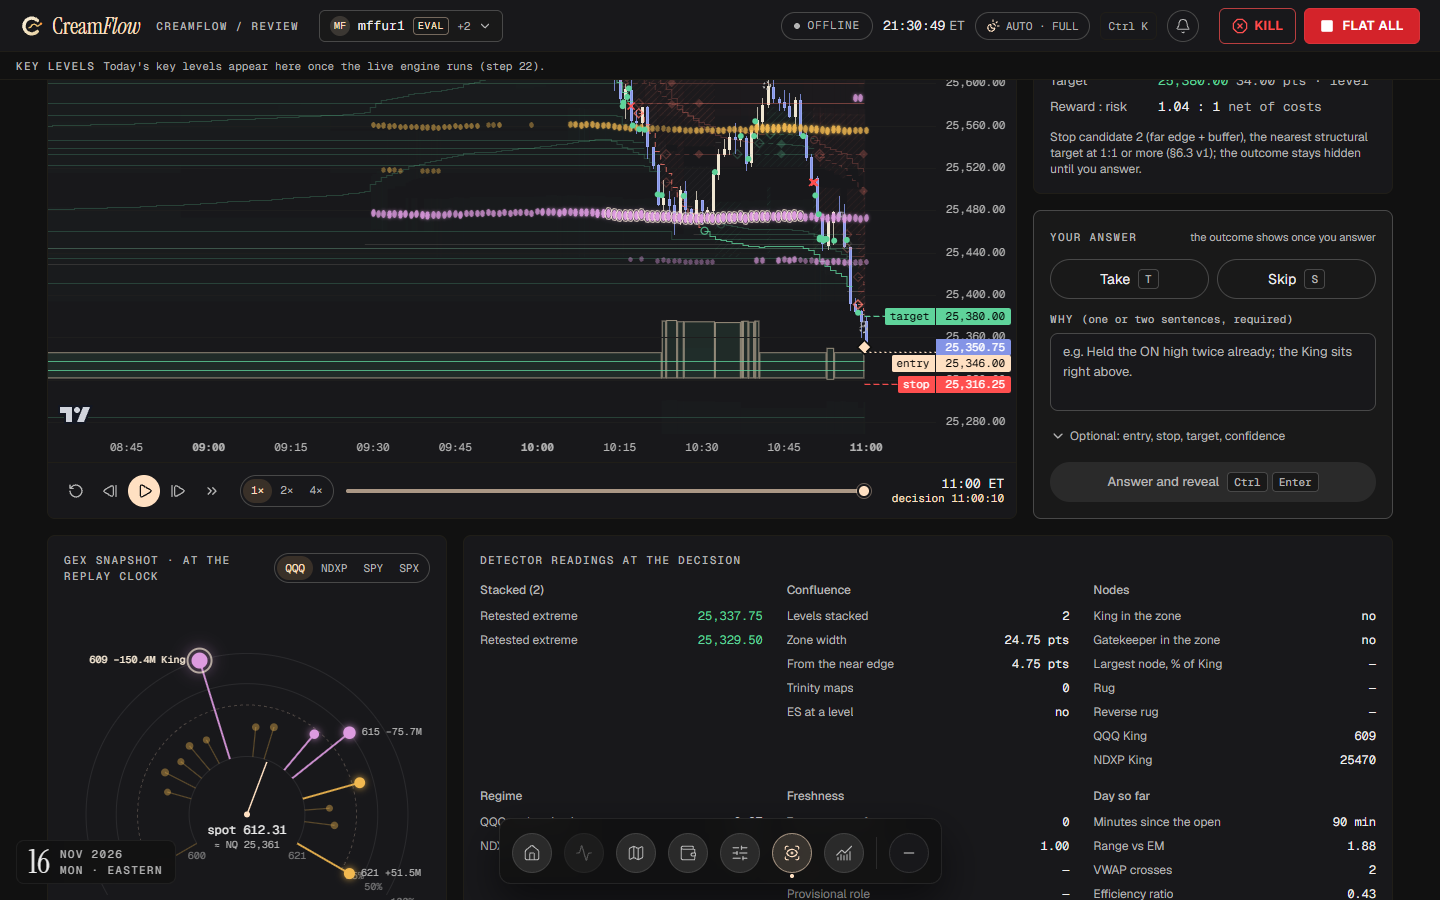 CreamFlow
CREAMFLOW / REVIEW
MF mffur1 EVAL +2
OFFLINE
21:30:49 ET
AUTO · FULL
Ctrl K
KILL
FLAT ALL
KEY LEVELS Today's key levels appear here once the live engine runs (step 22).
25,600.00
25,560.00
25,520.00
25,480.00
25,440.00
25,400.00
target 25,380.00
25,360.00
25,350.75
entry 25,346.00
stop 25,316.25
25,280.00
08:45 09:00 09:15 09:30 09:45 10:00 10:15 10:30 10:45 11:00
1× 2× 4×
11:00 ET
decision 11:00:10
Target 25,380.00 34.00 pts · level
Reward : risk 1.04 : 1 net of costs
Stop candidate 2 (far edge + buffer), the nearest structural
target at 1:1 or more (§6.3 v1); the outcome stays hidden
until you answer.
YOUR ANSWER the outcome shows once you answer
Take T
Skip S
WHY (one or two sentences, required)
e.g. Held the ON high twice already; the King sits
right above.
Optional: entry, stop, target, confidence
Answer and reveal Ctrl Enter
GEX SNAPSHOT · AT THE
REPLAY CLOCK
QQQ NDXP SPY SPX
609 −150.4M King
615 −75.7M
spot 612.31
≈ NQ 25,361
600 621
621 +51.5M
50%
DETECTOR READINGS AT THE DECISION
Stacked (2)
Retested extreme 25,337.75
Retested extreme 25,329.50
Confluence
Levels stacked 2
Zone width 24.75 pts
From the near edge 4.75 pts
Trinity maps 0
ES at a level no
Nodes
King in the zone no
Gatekeeper in the zone no
Largest node, % of King –
Rug –
Reverse rug –
QQQ King 609
NDXP King 25470
Regime
Freshness
0
1.00
–
Provisional role –
Day so far
Minutes since the open 90 min
Range vs EM 1.88
VWAP crosses 2
Efficiency ratio 0.43
16 NOV 2026
MON · EASTERN